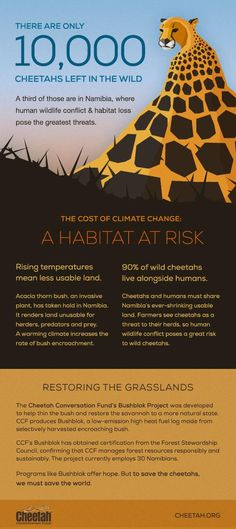 THERE ARE ONLY
10,000
CHEETAHS LEFT IN THE WILD
A third of those are in Namibia, where
human wildlife conflict & habitat loss
pose the greatest threats.
THE COST OF CLIMATE CHANGE:
A HABITAT AT RISK
Rising temperatures
mean less usable land.
Acacia thorn bush, an invasive
plant, has taken hold in Namibia.
It renders land unusable for
herders, predators and prey.
A warming climate increases the
rate of bush encroachment.
90% of wild cheetahs
live alongside humans.
Cheetahs and humans must share
Namibia's ever-shrinking usable
land. Farmers see cheetahs as a
threat to their herds, so human
wildlife conflict poses a great risk
to wild cheetahs.
RESTORING THE GRASSLANDS
The Cheetah Conversation Fund's Bushblok Project was developed
to help thin the bush and restore the savannah to a more natural state.
CCF produces Bushblok, a low-emission high heat fuel log made from
selectively harvested encroaching bush.
CCF's Bushblok has obtained certification from the Forest Stewardship
Council, confirming that CCF manages forest resources responsibly and
sustainably. The project currently employs 30 Namibians.
Programs like Bushblok offer hope. But to save the cheetahs,
we must save the world.
Cheetah
CHEETAH.ORG